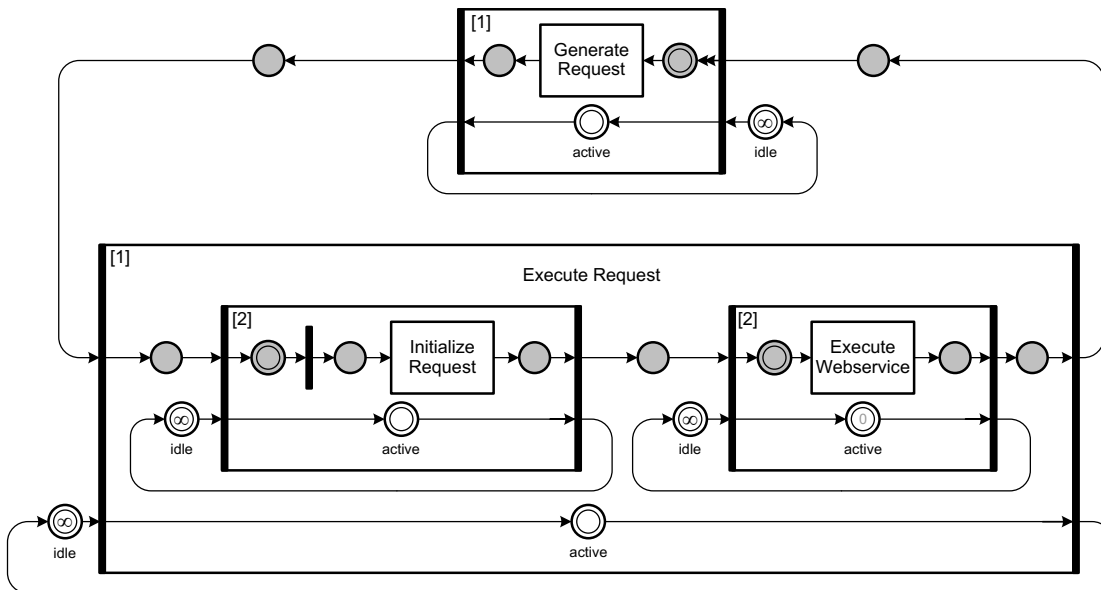 [1]
Generate
Request
∞
active
idle
[1]
Execute Request
[2]
Initialize
Request
∞
idle
active
[2]
Execute
Webservice
∞
0
idle
active
∞
idle
active